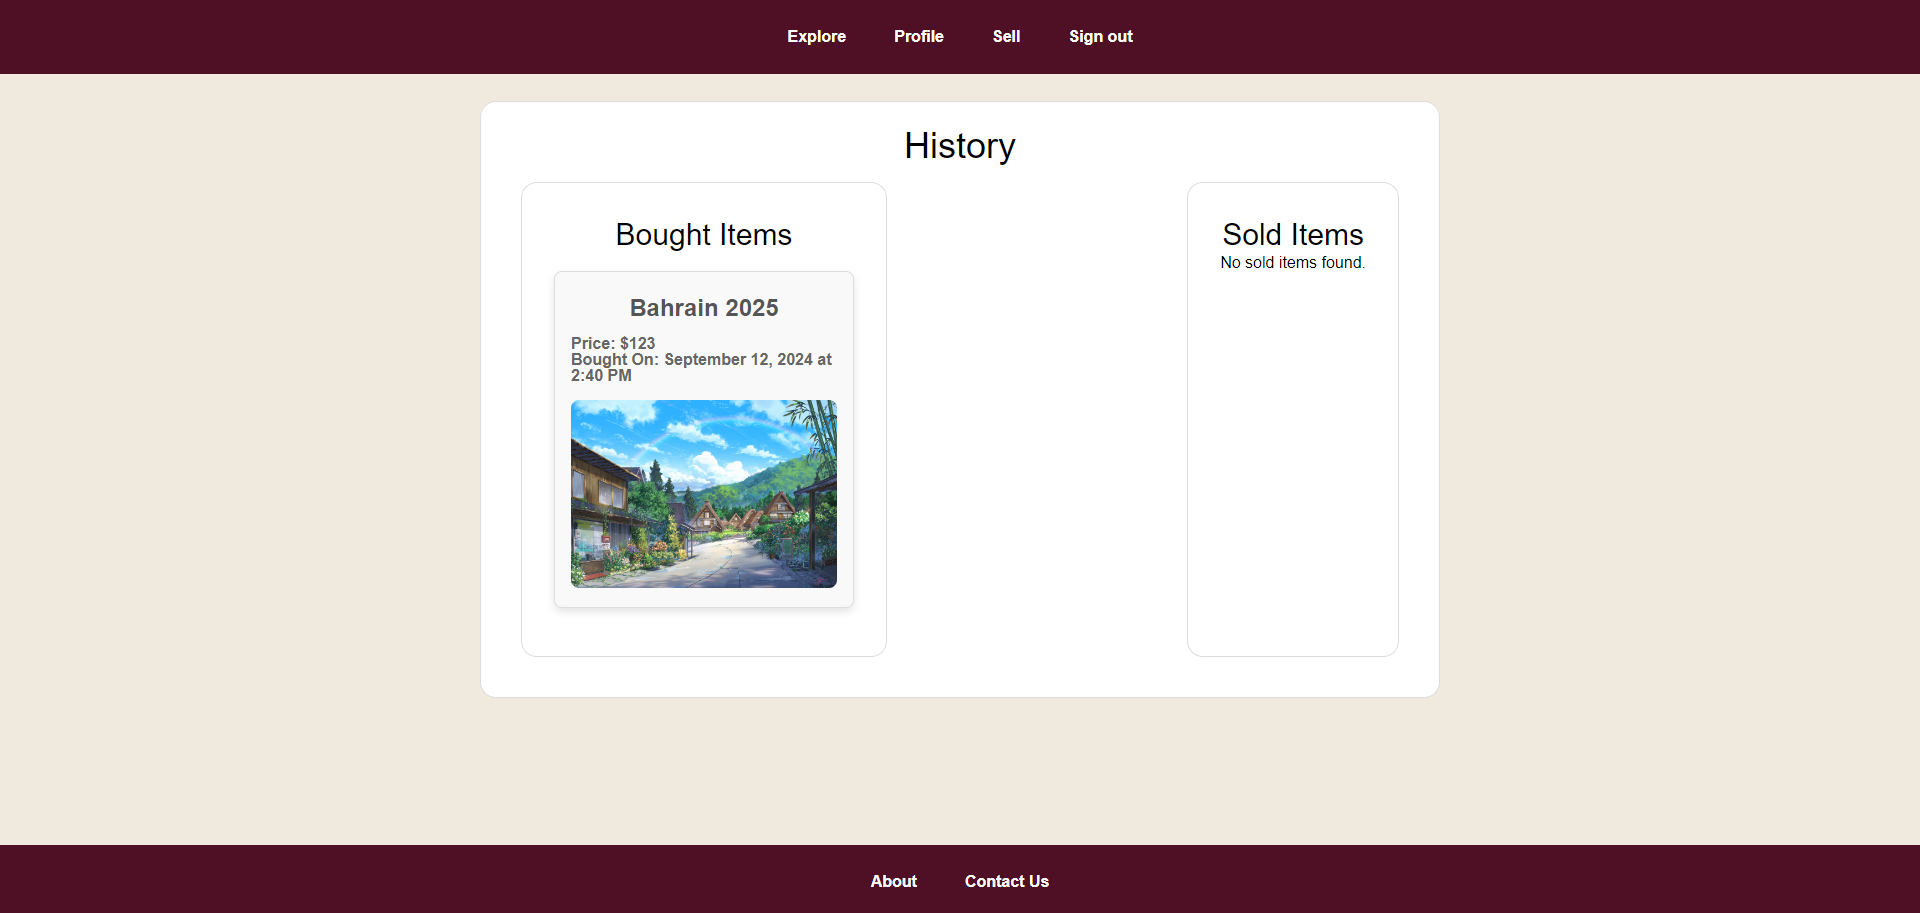 Explore Profile Sell Sign out
History
Bought Items
Bahrain 2025
Price: $123
Bought On: September 12, 2024 at
2:40 PM
Sold Items
No sold items found.
About Contact Us